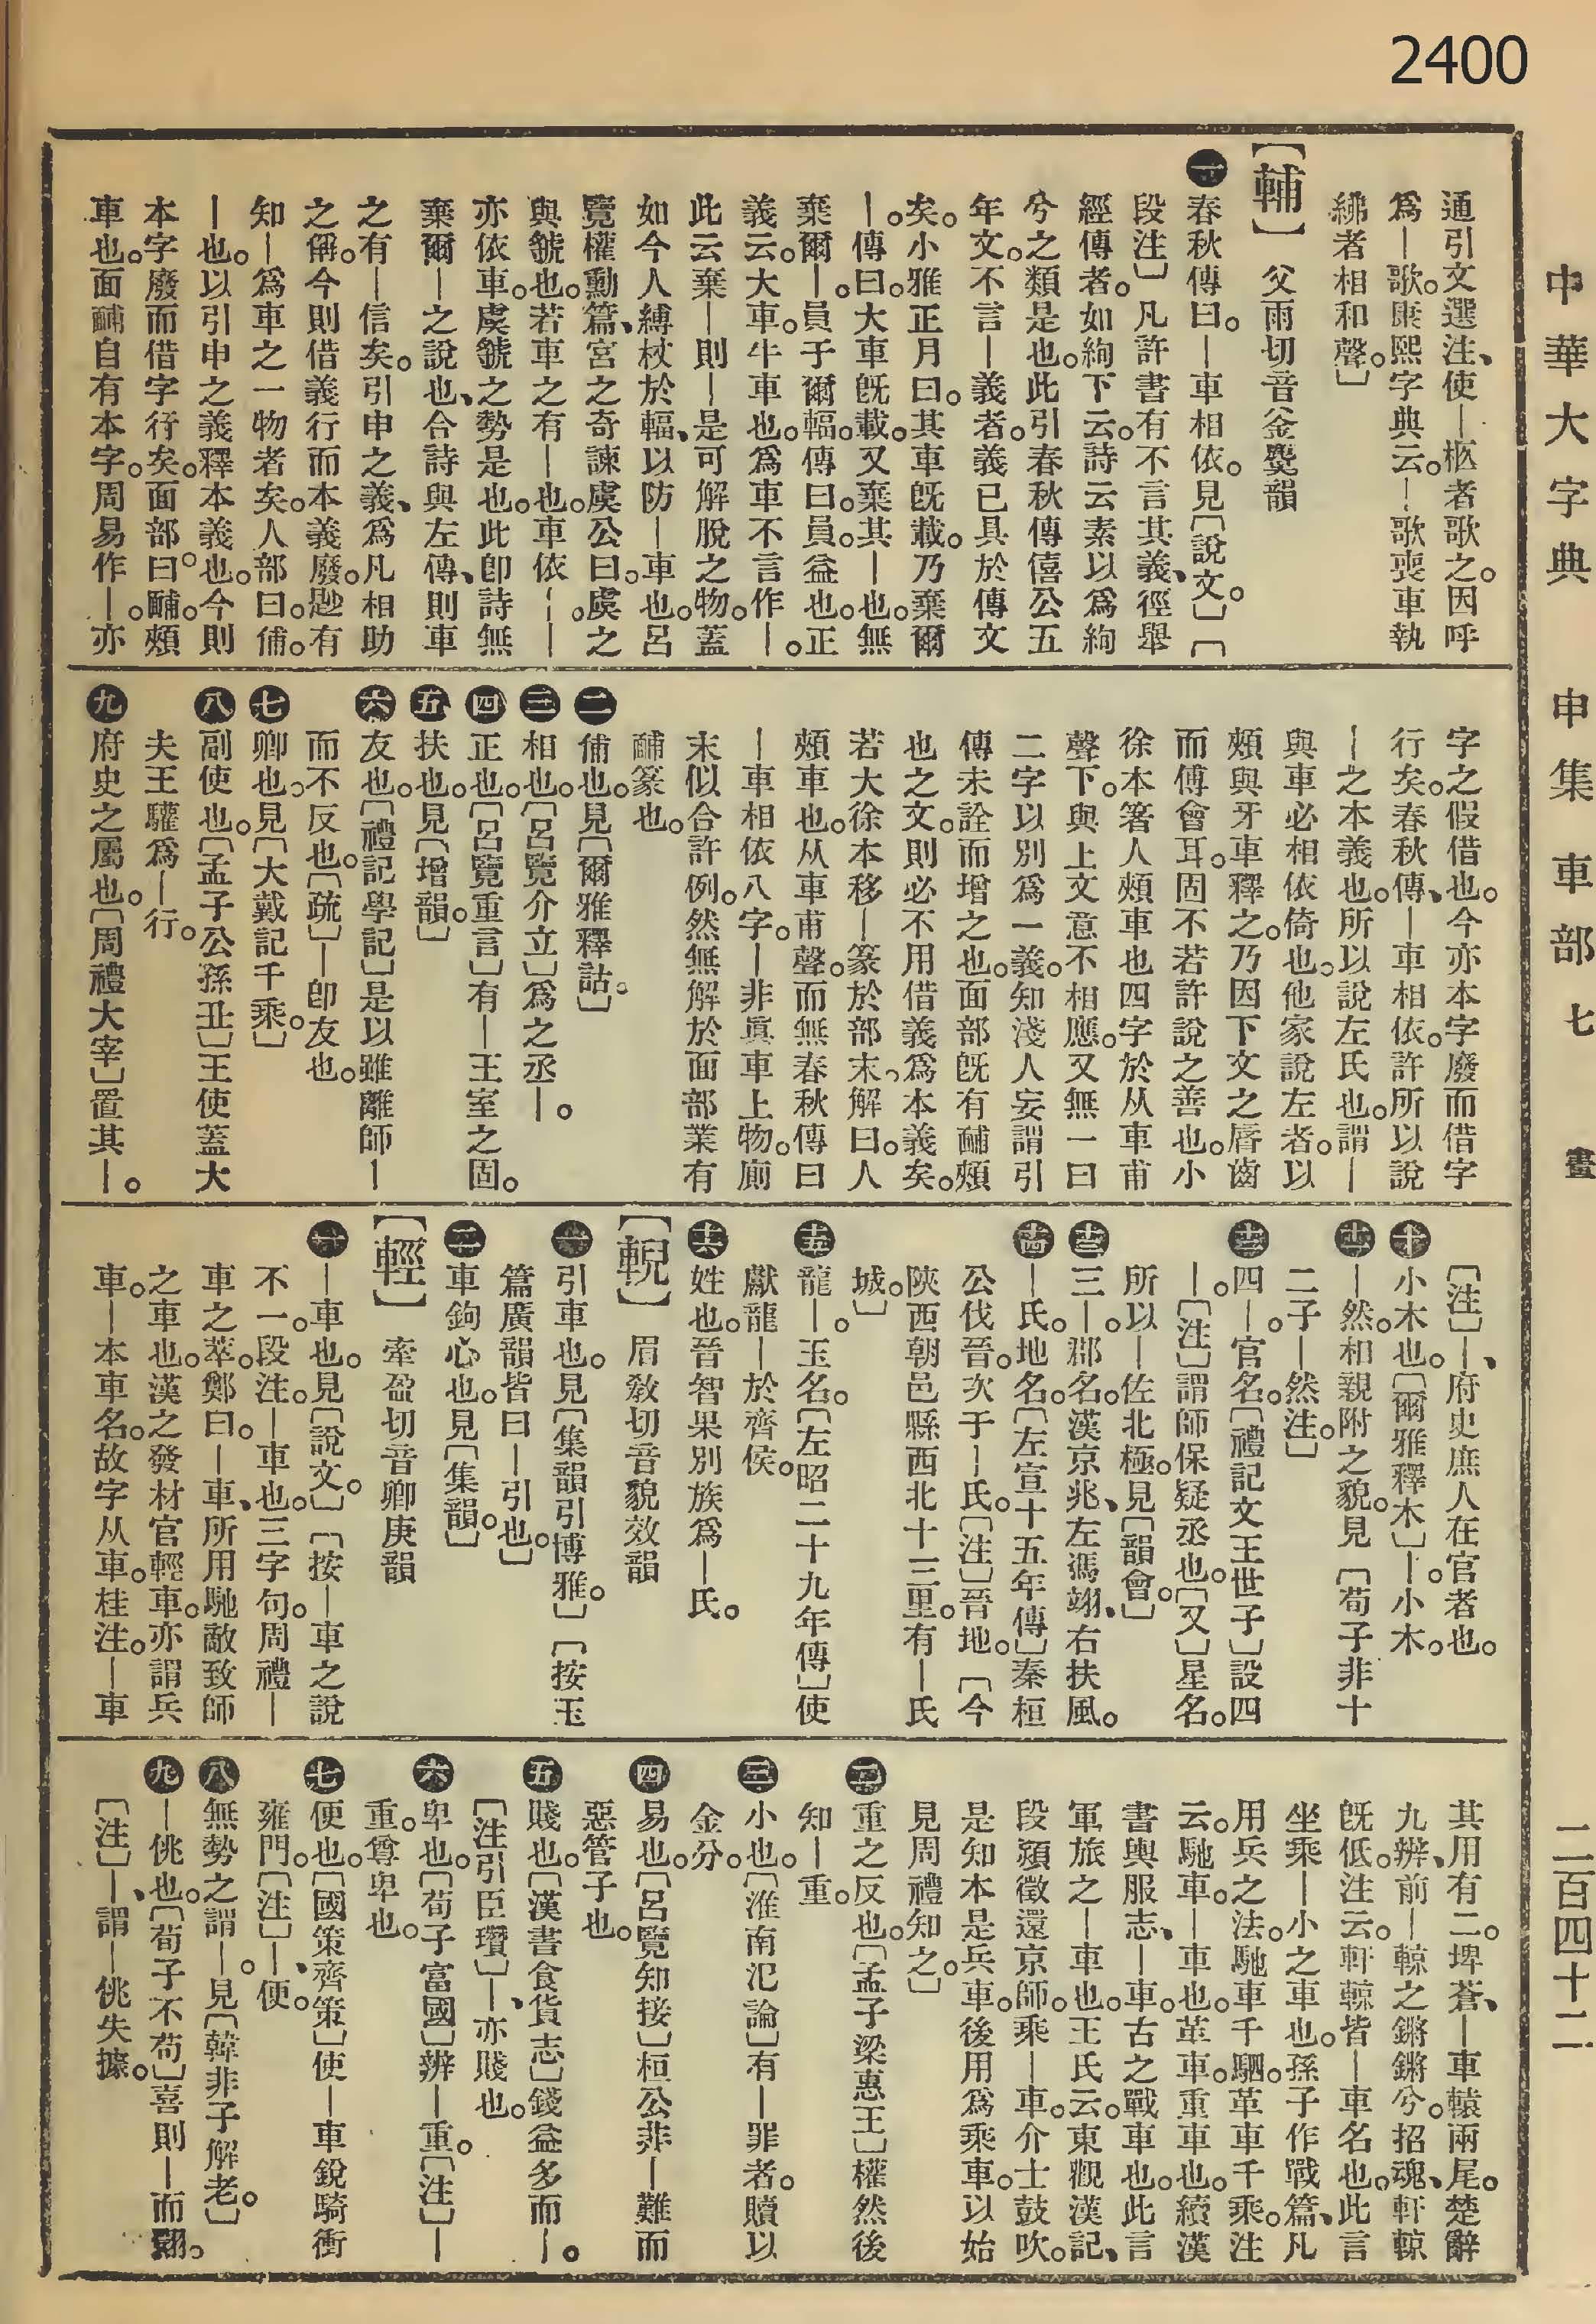 2400
中華大字典　申集　車部　七畫
二百四十二
通引文選注、使｜柩者歌之。因呼
爲｜歌。康熙字典云。｜歌喪車執
紼者相和聲。〕
【輔】　父雨切音釜麌韻
㊀春秋傳曰。｜車相依。見〔說文。〕〔
段注〕凡許書有不言其義、徑舉
經傳者。如絢下云。詩云素以爲絢
兮之類是也。此引春秋傳僖公五
年文。不言｜義者。義已具於傳文
矣。小雅正月曰。其車旣載。乃棄爾
｜。傳曰。大車旣載。又棄其｜也。無
棄爾｜。員于爾輻。傳曰。員。益也。正
義云。大車。牛車也。爲車不言作｜。
此云棄｜則｜是可解脫之物。蓋
如今人縛杖於輻、以防｜車也。呂
覽權勳篇、宮之奇諫虞公曰。虞之
與虢也。若車之有｜也。車依｜。｜
亦依車。虞虢之勢是也。此卽詩無
棄爾｜之說也、合詩與左傳、則車
之有｜信矣。引申之義、爲凡相助
之偁。今則借義行而本義廢。尟有
知｜爲車之一物者矣。人部曰。俌。
｜也。以引申之義釋本義也。今則
本字廢而借字行矣。面部曰。䩉。頰
車也。面䩉自有本字。周易作｜。亦
字之假借也。今亦本字廢而借字
行矣。春秋傳、｜車相依。許所以說
｜之本義也。所以說左氏也。謂｜
與車必相依倚也。他家說左者。以
頰與牙車釋之。乃因下文之脣齒
而傅會耳。固不若許說之善也。小
徐本箸人頰車也四字於从車甫
聲下。與上文意不相應。又無一曰
二字以別爲一義。知淺人妄謂引
傳未詮而增之也。面部旣有䩉頰
也之文。則必不用借義爲本義矣。
若大徐本移｜篆於部末。解曰。人
頰車也。从車甫聲。而無春秋傳曰
｜車相依八字。｜非眞車上物。廁
末似合許例。然無解於面部業有
䩉篆也。
㊁俌也。見〔爾雅釋詁。〕
㊂相也。〔呂覽介立〕爲之丞｜。
㊃正也。〔呂覽重言〕有｜王室之固。
㊄扶也。見〔增韻。〕
㊅友也。〔禮記學記〕是以雖離師｜
而不反也。〔疏〕｜卽友也。
㊆卿也。見〔大戴記千乘。〕
㊇副使也。〔孟子公孫丑〕王使蓋大
夫王驩爲｜行。
㊈府史之屬也。〔周禮大宰〕置其｜。
〔注〕｜、府史庶人在官者也。
㊉小木也。〔爾雅釋木〕｜。小木。
⓫｜然。相親附之貌。見〔荀子非十
二子｜然注。〕
⓬四｜。官名。〔禮記文王世子〕設四
｜。〔注〕謂師保疑丞也。〔又〕星名。
所以｜佐北極。見〔韻會。〕
⓭三｜。郡名。漢京兆、左馮翊、右扶風。
⓮｜氏。地名。〔左宣十五年傳〕秦桓
公伐晉。次于｜氏。〔注〕晉地。〔今
陝西朝邑縣西北十三里。有｜氏
城。〕
⓯龍｜。玉名。〔左昭二十九年傳〕使
獻龍｜於齊侯。
⓰姓也。晉智果別族爲｜氏。
【𨌘】　眉敎切音貌效韻
㊀引車也。見〔集韻引博雅。〕〔按玉
篇廣韻皆曰｜引也。〕
㊁車鉤心也。見〔集韻。〕
【輕】　牽盈切音卿庚韻
㊀｜車也。見〔說文。〕〔按｜車之說
不一。段注。｜車也。三字句。周禮｜
車之萃。鄭曰。｜車、所用馳敵致師
之車也。漢之發材官輕車。亦謂兵
車。｜本車名。故字从車。桂注。｜車
其用有二。埤蒼、｜車轅兩尾。楚辭
九辨、前｜輬之鏘鏘兮。招魂、軒輬
旣低。注云。軒輬皆｜車名也。此言
坐乘｜小之車也。孫子作戰篇、凡
用兵之法。馳車千駟。革車千乘。注
云。馳車。｜車也。革車。重車也。續漢
書輿服志、｜車。古之戰車也。此言
軍旅之｜車也。王氏云。東觀漢記、
段熲徵還京師。乘｜車。介士鼓吹。
是知本是兵車。後用爲乘車。以始
見周禮知之。〕
㊁重之反也。〔孟子梁惠王〕權然後
知｜重。
㊂小也。〔淮南氾論〕有｜罪者。贖以
金分。
㊃易也。〔呂覽知接〕桓公非｜難而
惡管子也。
㊄賤也。〔漢書食貨志〕錢益多而｜。
〔注引臣瓚〕｜、亦賤也。
㊅卑也。〔荀子富國〕辨｜重。〔注〕｜
重。尊卑也。
㊆便也。〔國策齊策〕使｜車銳騎衝
雍門。〔注〕｜、便。
㊇無勢之謂｜。見〔韓非子解老。〕
㊈｜佻也。〔荀子不苟〕喜則｜而翾。
〔注〕｜、謂｜佻失據。